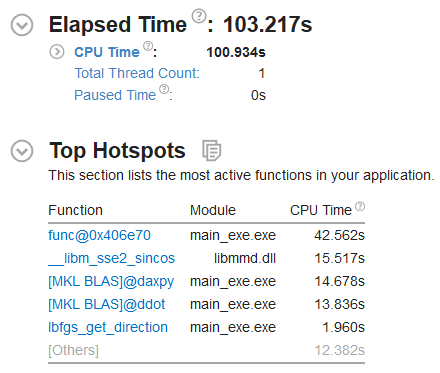 Elapsed Time ?: 103.217s
CPU Time ?: 100.934s
Total Thread Count: 1
Paused Time ?: 0s
Top Hotspots
This section lists the most active functions in your application.
Function Module CPU Time ?
func@0x406e70 main_exe.exe 42.562s
__libm_sse2_sincos libmmd.dll 15.517s
[MKL BLAS]@daxpy main_exe.exe 14.678s
[MKL BLAS]@ddot main_exe.exe 13.836s
lbfgs_get_direction main_exe.exe 1.960s
[Others] 12.382s